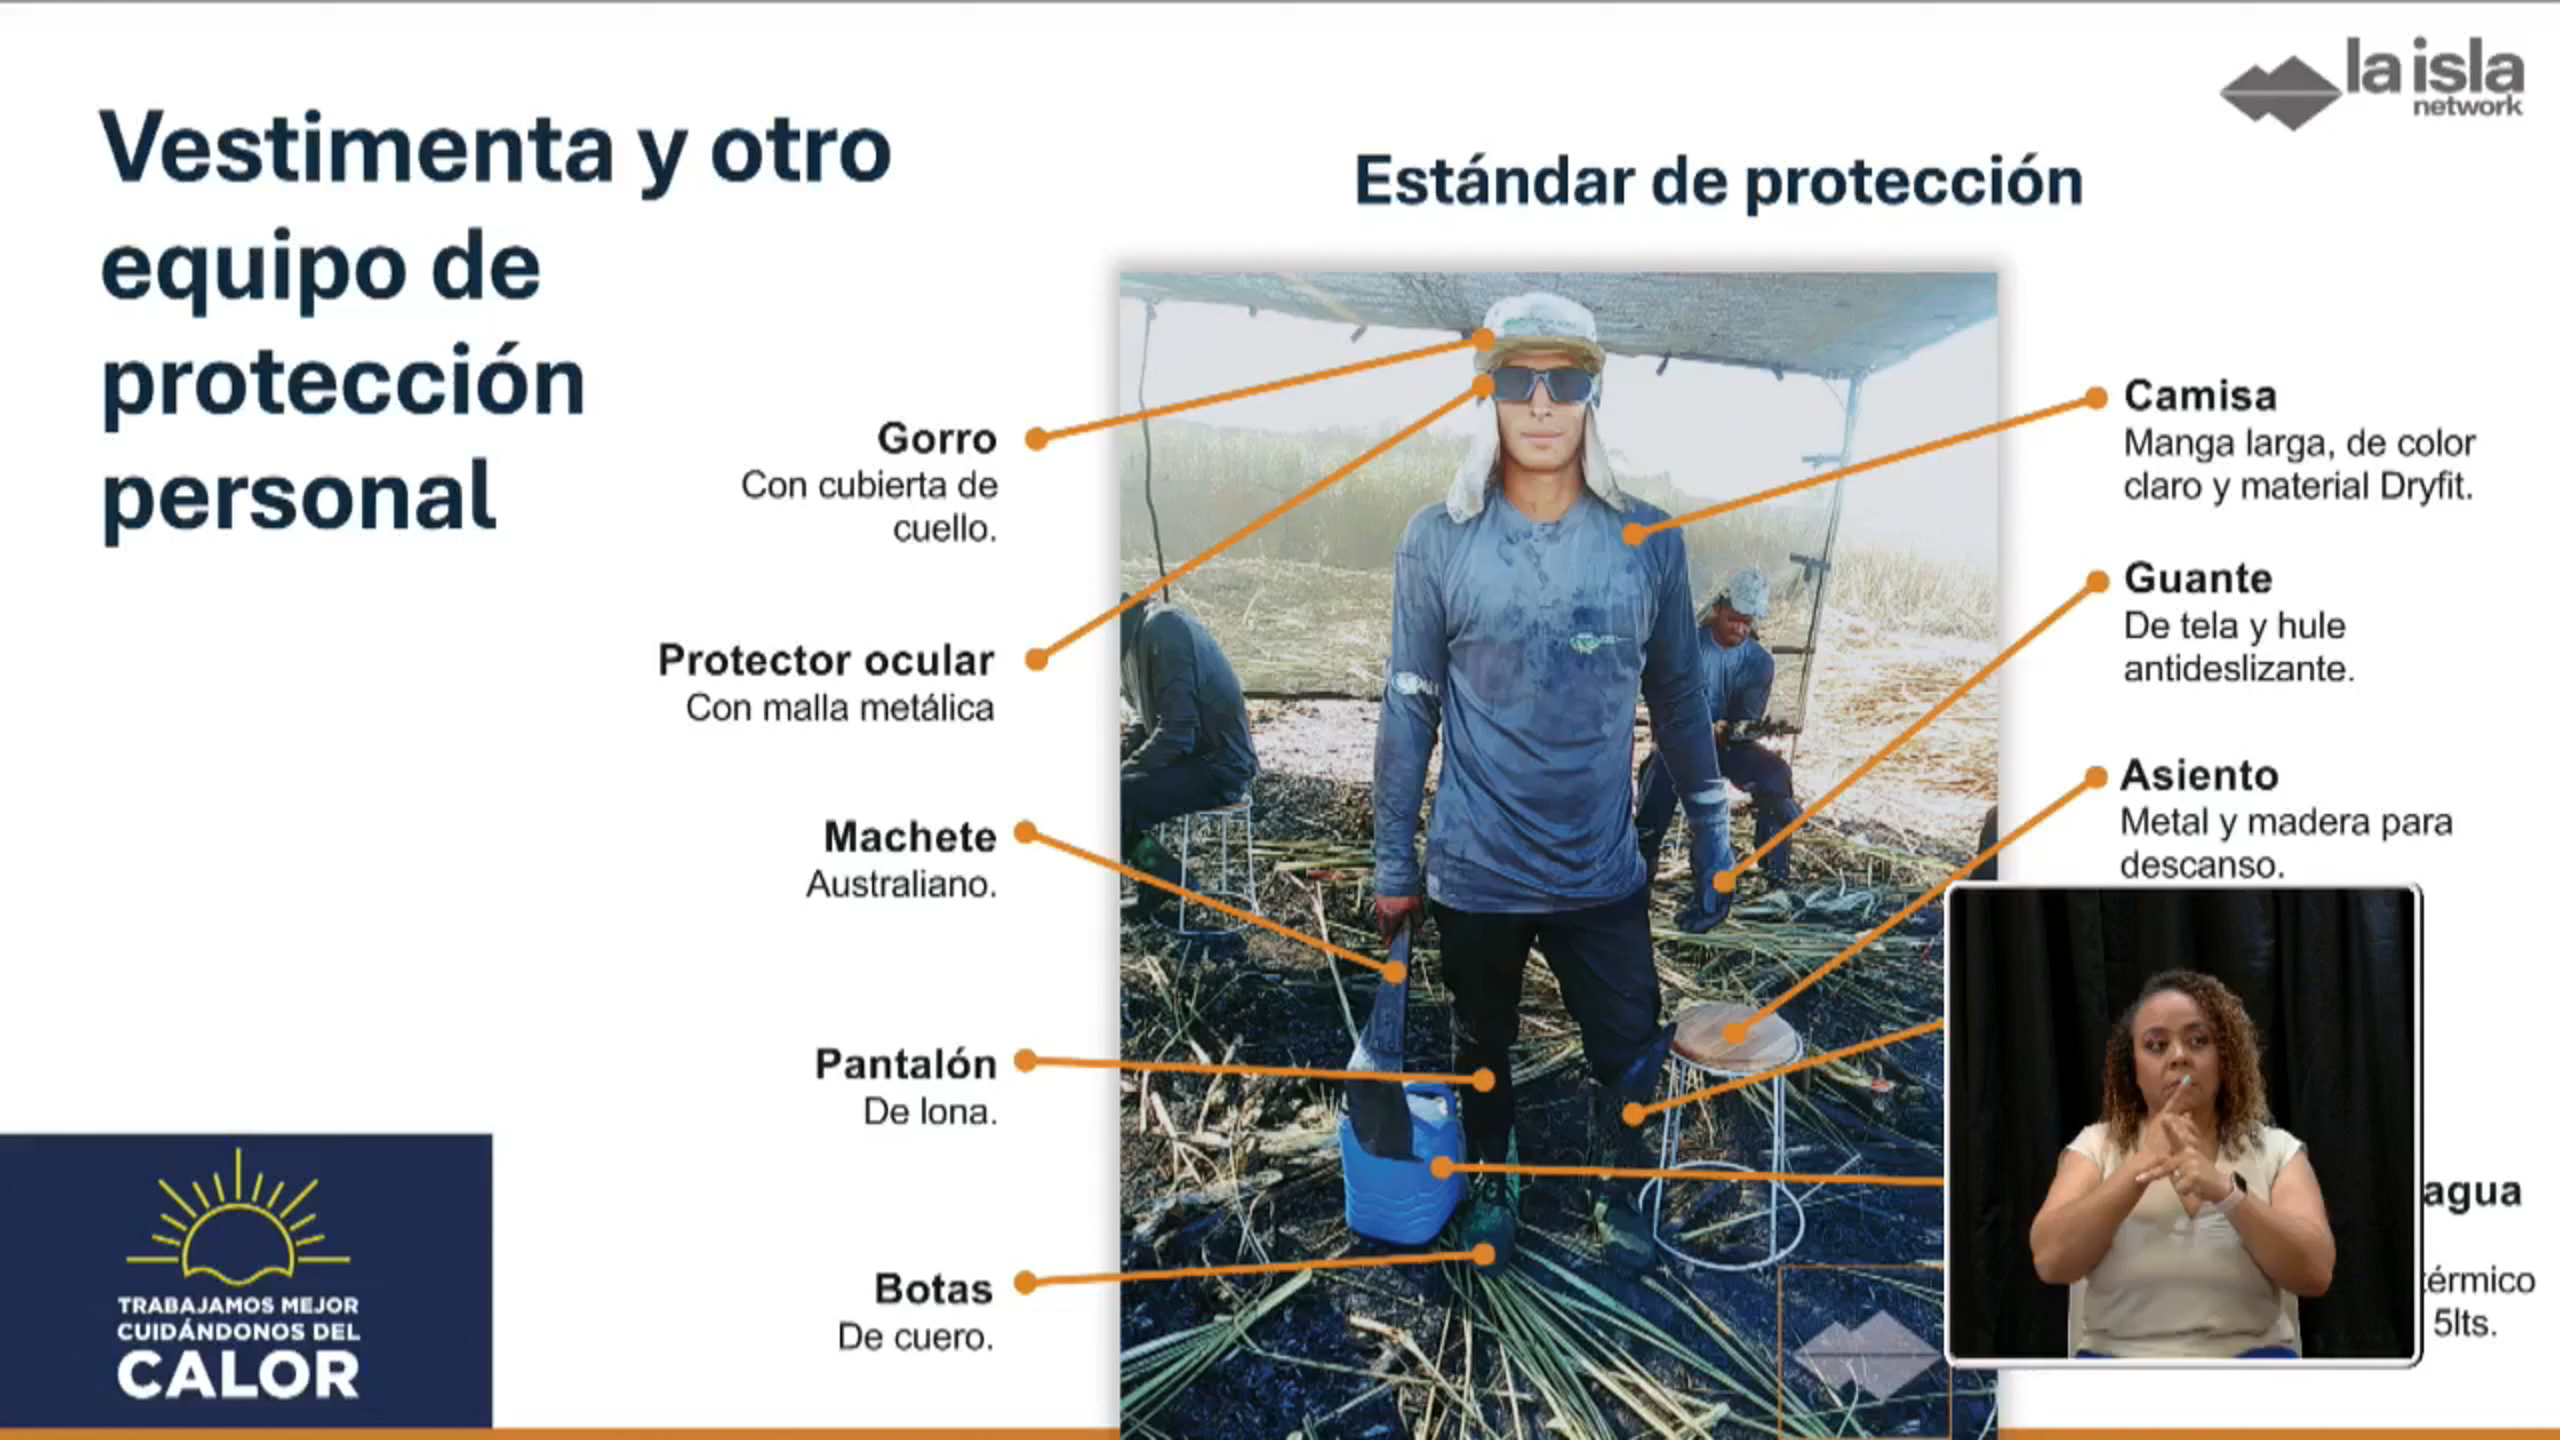 la isla
network
Vestimenta y otro
equipo de
protección
personal
Estándar de protección
Gorro
Con cubierta de
cuello.
Protector ocular
Con malla metálica
Machete
Australiano.
Pantalón
De lona.
Botas
De cuero.
Camisa
Manga larga, de color
claro y material Dryfit.
Guante
De tela y hule
antideslizante.
Asiento
Metal y madera para
descanso.
agua
térmico
5lts.
TRABAJAMOS MEJOR
CUIDÁNDONOS DEL
CALOR